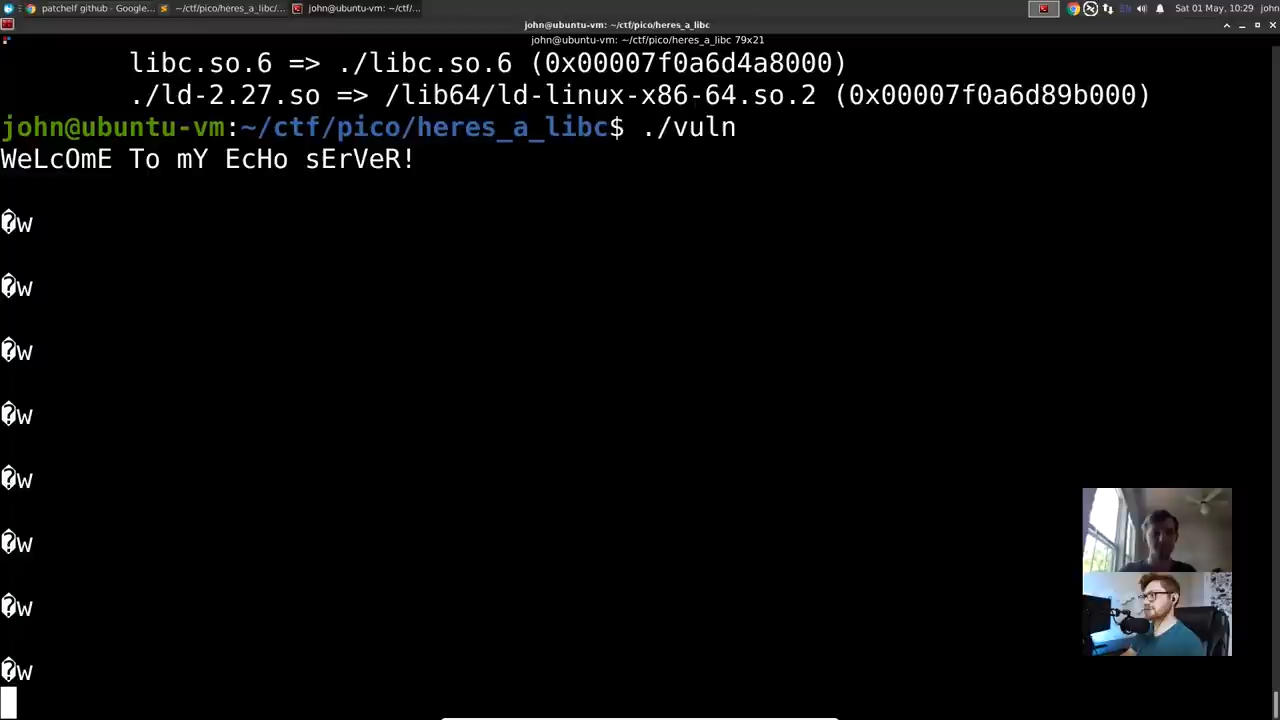 patchelf github - Google... ~/ctf/pico/heres_a_libc/... john@ubuntu-vm: ~/ctf/... EN Sat 01 May, 10:29 john
john@ubuntu-vm: ~/ctf/pico/heres_a_libc
john@ubuntu-vm: ~/ctf/pico/heres_a_libc 79x21
libc.so.6 => ./libc.so.6 (0x00007f0a6d4a8000)
./ld-2.27.so => /lib64/ld-linux-x86-64.so.2 (0x00007f0a6d89b000)
john@ubuntu-vm:~/ctf/pico/heres_a_libc$ ./vuln
WeLcOmE To mY EcHo sErVeR!
�w
�w
�w
�w
�w
�w
�w
�w